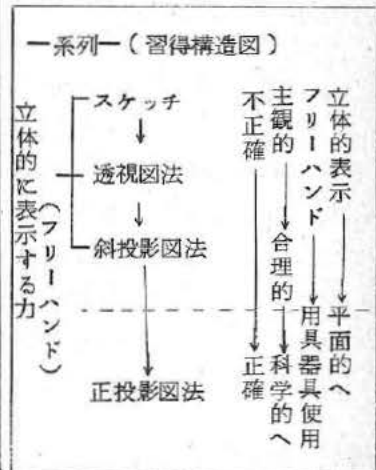 ―系列―(習得構造図)
立体的に表示する力
(フリーハンド)
スケッチ
透視図法
斜投影図法
正投影図法
立体的表示→平面的へ
フリーハンド→用具器具使用
主観的→合理的→科学的へ
不正確→正確